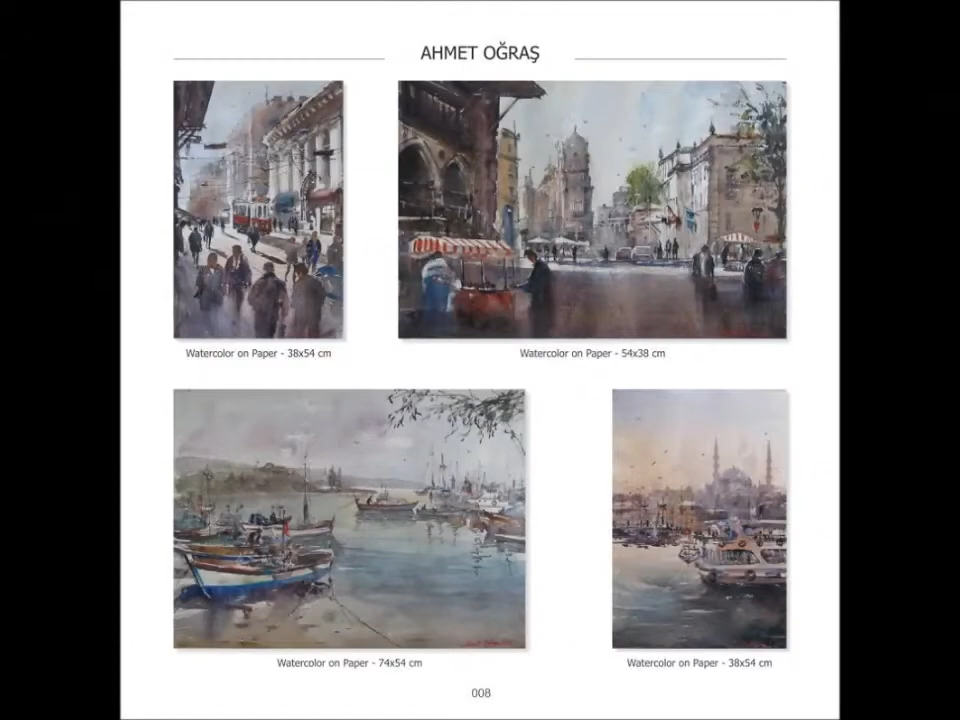 AHMET OĞRAŞ
Watercolor on Paper - 38x54 cm
Watercolor on Paper - 54x38 cm
Watercolor on Paper - 74x54 cm
Watercolor on Paper - 38x54 cm
008